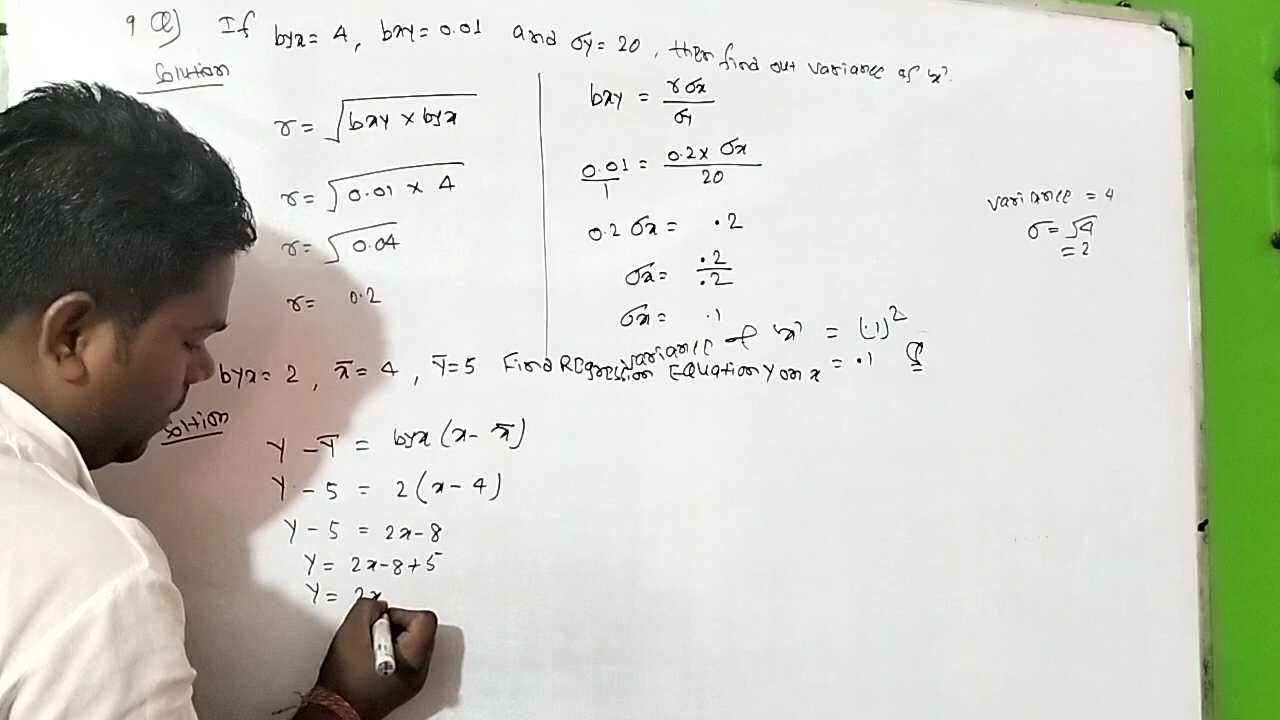 9 Q) If byx = 4, bxy = 0.01 and σy = 20, then find out variance of 'x'.
Solution
r = √bxy × byx
r = √0.01 × 4
r = √0.04
r = 0.2
bxy = rσx / σy
0.01 / 1 = 0.2 × σx / 20
0.2 σx = .2
σx = .2 / .2
σx = .1
variance of 'x' = (.1)²
= .1
variance = 4
σ = √4
= 2
byx = 2, x̄ = 4, ȳ = 5 Find Regression Equation Y on x
Y - Ȳ = byx (x - x̄)
Y - 5 = 2(x - 4)
Y - 5 = 2x - 8
Y = 2x - 8 + 5
Y = 2x